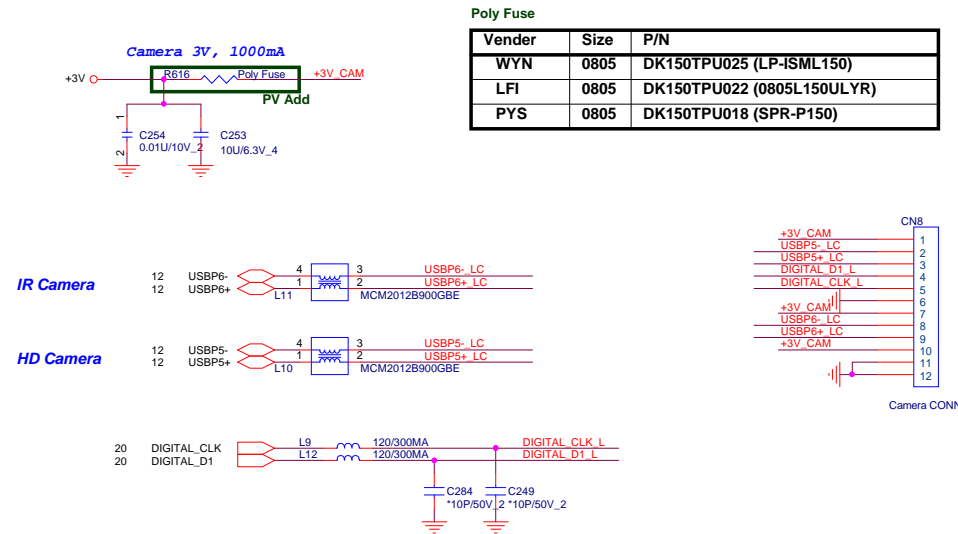 Poly Fuse
Vender Size P/N
WYN 0805 DK150TPU025 (LP-ISML150)
LFI 0805 DK150TPU022 (0805L150ULYR)
PYS 0805 DK150TPU018 (SPR-P150)
Camera 3V, 1000mA
+3V R616 Poly Fuse +3V_CAM
PV Add
1
2
C254
0.01U/10V_2
C253
10U/6.3V_4
IR Camera
12 USBP6- 4 3 USBP6-_LC
12 USBP6+ 1 2 USBP6+_LC
L11 MCM2012B900GBE
HD Camera
12 USBP5- 4 3 USBP5-_LC
12 USBP5+ 1 2 USBP5+_LC
L10 MCM2012B900GBE
20 DIGITAL_CLK L9 120/300MA DIGITAL_CLK_L
20 DIGITAL_D1 L12 120/300MA DIGITAL_D1_L
C284
*10P/50V_2
C249
*10P/50V_2
CN8
+3V_CAM 1
USBP5-_LC 2
USBP5+_LC 3
DIGITAL_D1_L 4
DIGITAL_CLK_L 5
6
+3V_CAM 7
USBP6-_LC 8
USBP6+_LC 9
+3V_CAM 10
11
12
Camera CONN